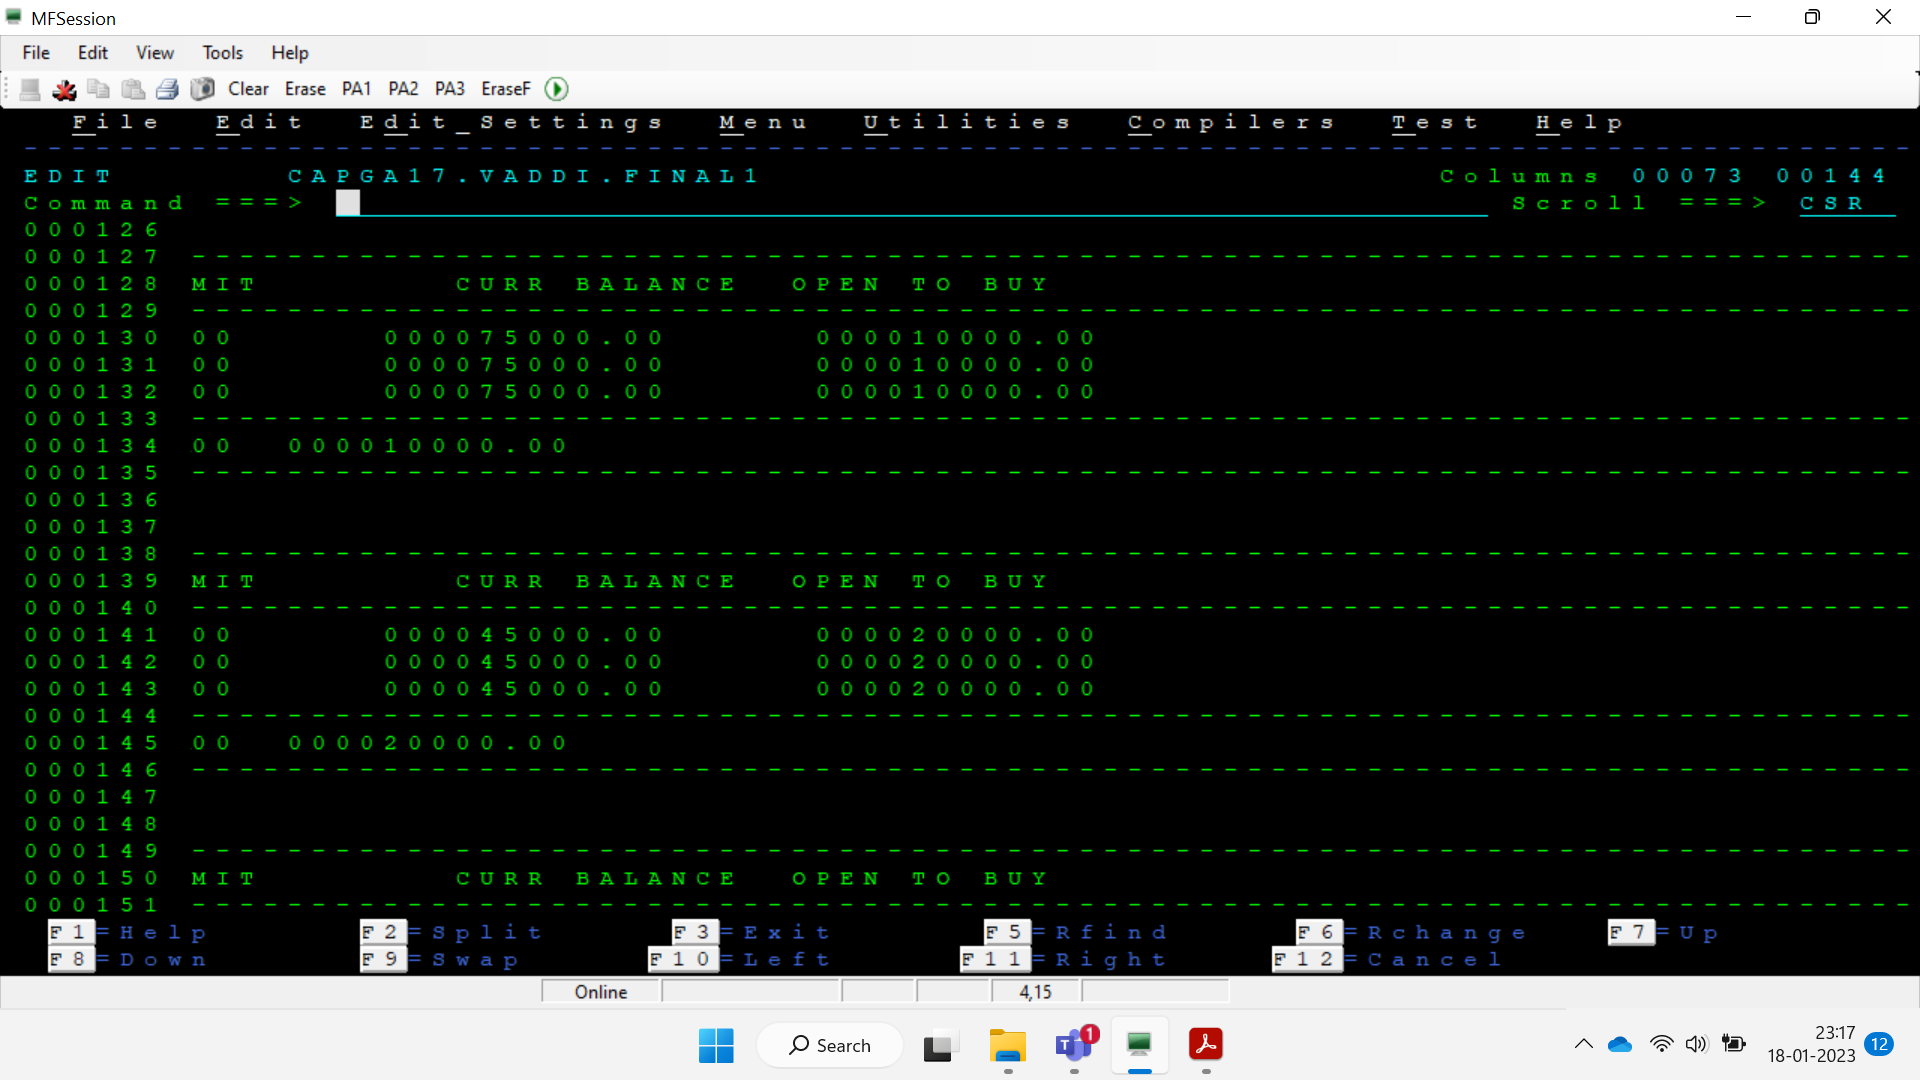 MFSession
File Edit View Tools Help
Clear Erase PA1 PA2 PA3 EraseF
File Edit Edit_Settings Menu Utilities Compilers Test Help
------------------------------------------------------------------------------
EDIT CAPGA17.VADDI.FINAL1 Columns 00073 00144
Command ===> Scroll ===> CSR
000126
000127 ------------------------------------------------------------------------
000128 MIT CURR BALANCE OPEN TO BUY
000129 ------------------------------------------------------------------------
000130 00 000075000.00 000010000.00
000131 00 000075000.00 000010000.00
000132 00 000075000.00 000010000.00
000133 ------------------------------------------------------------------------
000134 00 000010000.00
000135 ------------------------------------------------------------------------
000136
000137
000138 ------------------------------------------------------------------------
000139 MIT CURR BALANCE OPEN TO BUY
000140 ------------------------------------------------------------------------
000141 00 000045000.00 000020000.00
000142 00 000045000.00 000020000.00
000143 00 000045000.00 000020000.00
000144 ------------------------------------------------------------------------
000145 00 000020000.00
000146 ------------------------------------------------------------------------
000147
000148
000149 ------------------------------------------------------------------------
000150 MIT CURR BALANCE OPEN TO BUY
000151 ------------------------------------------------------------------------
F1=Help F2=Split F3=Exit F5=Rfind F6=Rchange F7=Up
F8=Down F9=Swap F10=Left F11=Right F12=Cancel
Online 4,15
Search 1 23:17
18-01-2023 12